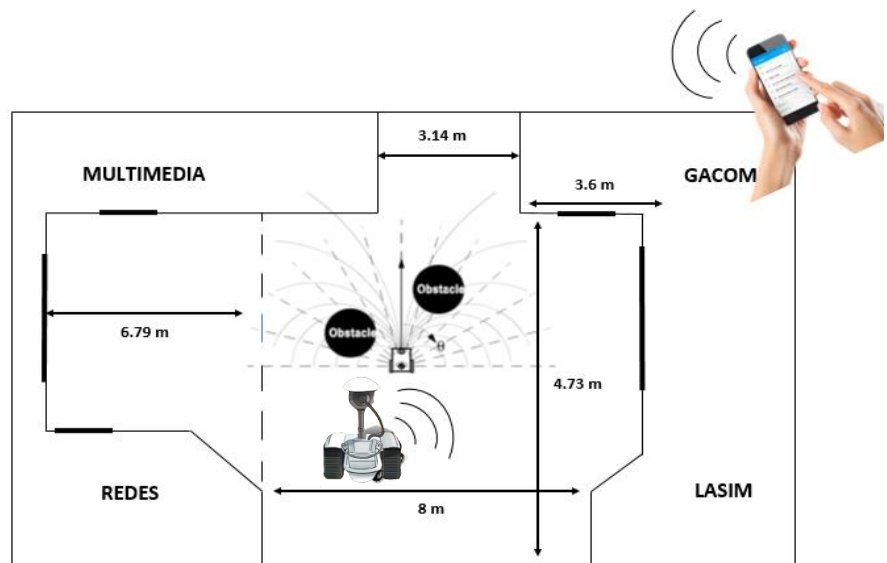 3.14 m
MULTIMEDIA
GACOM
3.6 m
Obstacle
Obstacle
θ
6.79 m
4.73 m
REDES
LASIM
8 m